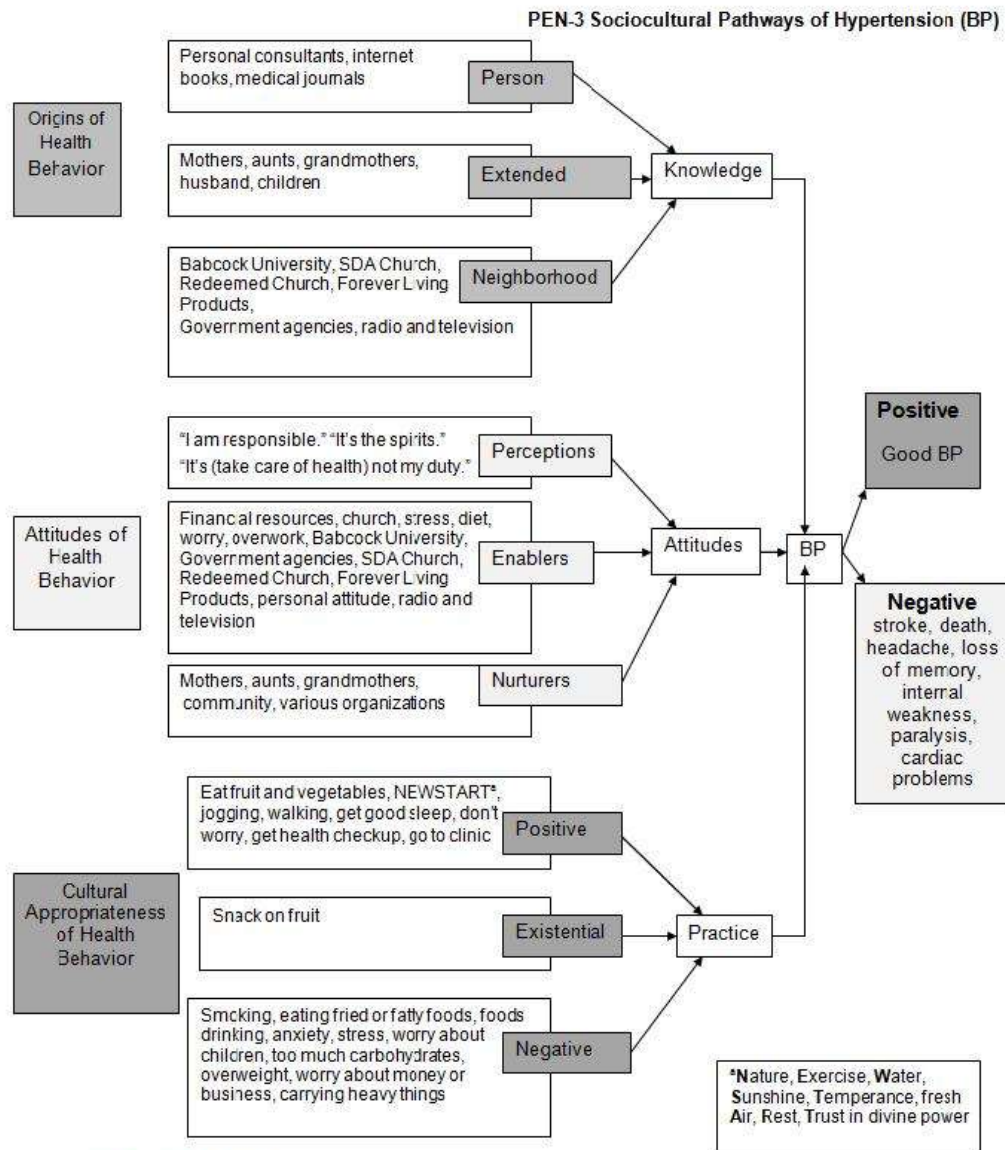 PEN-3 Sociocultural Pathways of Hypertension (BP)
Personal consultants, internet
books, medical journals
Person
Origins of
Health
Behavior
Mothers, aunts, grandmothers,
husband, children
Extended
Knowledge
Babcock University, SDA Church,
Redeemed Church, Forever Living
Products,
Government agencies, radio and television
Neighborhood
"I am responsible." "It's the spirits."
"It's (take care of health) not my duty."
Perceptions
Attitudes of
Health
Behavior
Financial resources, church, stress, diet,
worry, overwork, Babcock University,
Government agencies, SDA Church,
Redeemed Church, Forever Living
Products, personal attitude, radio and
television
Enablers
Attitudes
BP
Mothers, aunts, grandmothers,
community, various organizations
Nurturers
Positive
Good BP
Negative
stroke, death,
headache, loss
of memory,
internal
weakness,
paralysis,
cardiac
problems
Cultural
Appropriateness
of Health
Behavior
Eat fruit and vegetables, NEWSTARTª,
jogging, walking, get good sleep, don't
worry, get health checkup, go to clinic
Positive
Snack on fruit
Existential
Practice
Smoking, eating fried or fatty foods, foods
drinking, anxiety, stress, worry about
children, too much carbohydrates,
overweight, worry about money or
business, carrying heavy things
Negative
ªNature, Exercise, Water,
Sunshine, Temperance, fresh
Air, Rest, Trust in divine power